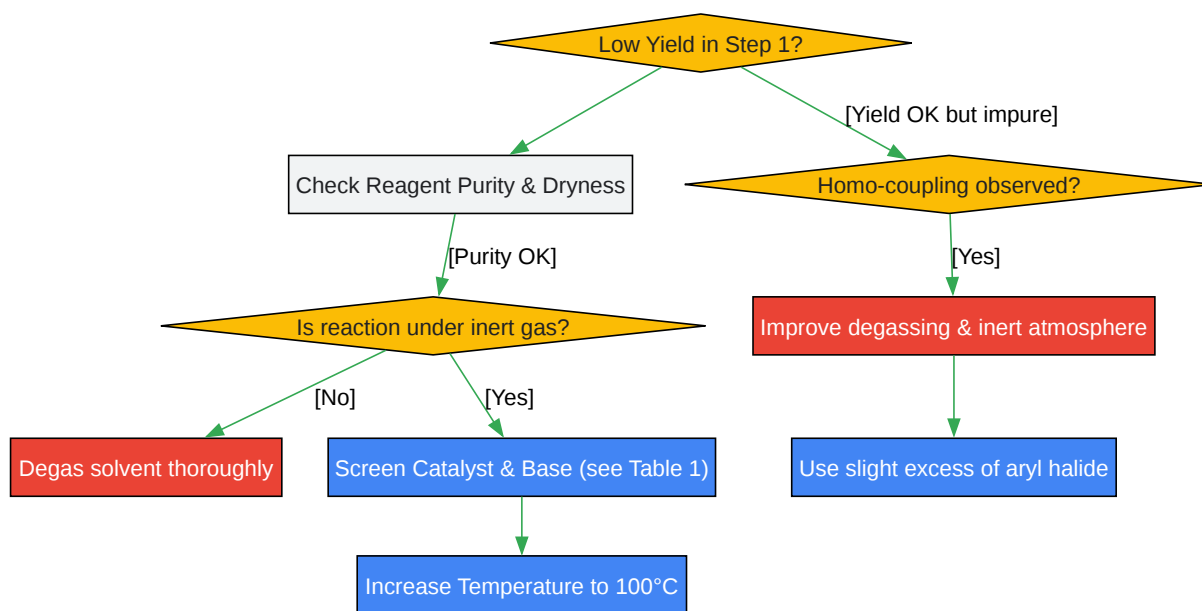 Low Yield in Step 1?
[Yield OK but impure]
Check Reagent Purity & Dryness
Homo-coupling observed?
[Purity OK]
[Yes]
Is reaction under inert gas?
Improve degassing & inert atmosphere
[No]
[Yes]
Degas solvent thoroughly
Screen Catalyst & Base (see Table 1)
Use slight excess of aryl halide
Increase Temperature to 100°C